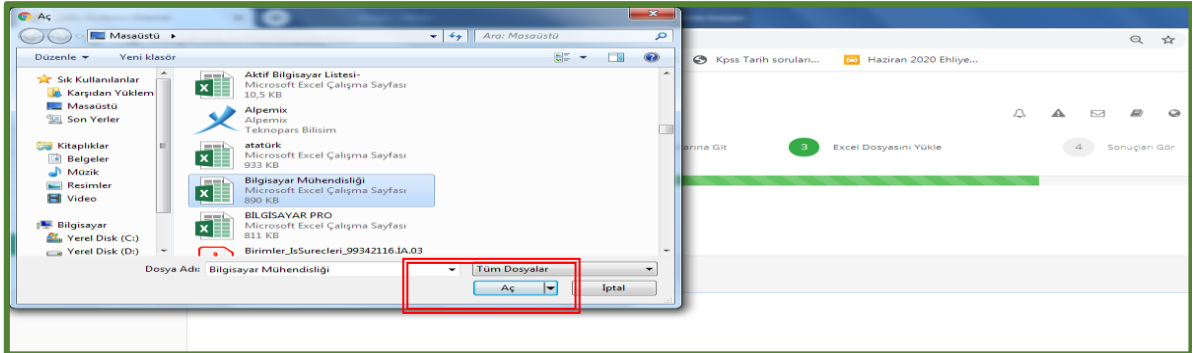 Aç
Masaüstü
Ara: Masaüstü
Düzenle
Yeni klasör
Sık Kullanılanlar
Karşıdan Yüklem
Masaüstü
Son Yerler
Kitaplıklar
Belgeler
Müzik
Resimler
Video
Bilgisayar
Yerel Disk (C:)
Yerel Disk (D:)
Aktif Bilgisayar Listesi-
Microsoft Excel Çalışma Sayfası
10,5 KB
Alpemix
Alpemix
Teknopars Bilisim
atatürk
Microsoft Excel Çalışma Sayfası
933 KB
Bilgisayar Mühendisliği
Microsoft Excel Çalışma Sayfası
890 KB
BİLGİSAYAR PRO
Microsoft Excel Çalışma Sayfası
811 KB
Birimler_IsSurecleri_99342116.İA.03
Dosya Adı: Bilgisayar Mühendisliği
Tüm Dosyalar
Aç
İptal
Kpss Tarih soruları...
Haziran 2020 Ehliye...
arına Git
3 Excel Dosyasını Yükle
4 Sonuçları Gör